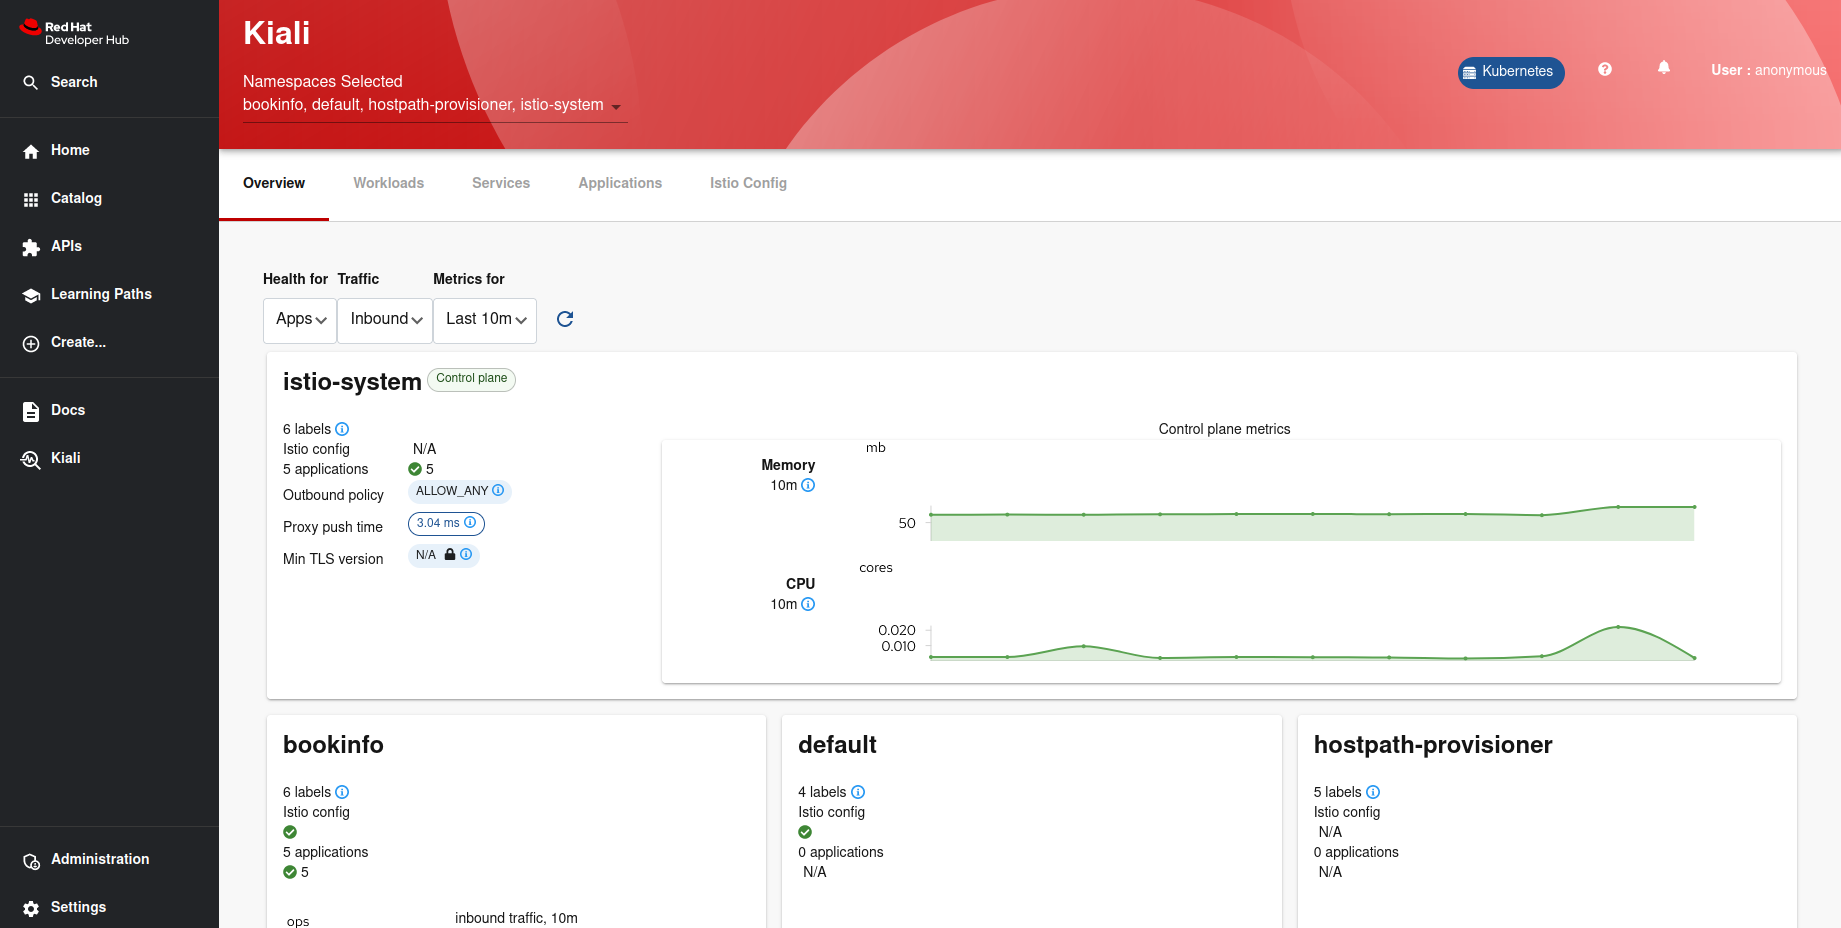 Red Hat
Developer Hub
Search
Home
Catalog
APIs
Learning Paths
Create...
Docs
Kiali
Administration
Settings
Kiali
Namespaces Selected
bookinfo, default, hostpath-provisioner, istio-system
Kubernetes
User : anonymous
Overview
Workloads
Services
Applications
Istio Config
Health for
Traffic
Metrics for
Apps
Inbound
Last 10m
istio-system
Control plane
6 labels
Istio config N/A
5 applications 5
Outbound policy ALLOW_ANY
Proxy push time 3.04 ms
Min TLS version N/A
Control plane metrics
mb
Memory
10m
50
cores
CPU
10m
0.020
0.010
bookinfo
6 labels
Istio config
5 applications
5
ops
inbound traffic, 10m
default
4 labels
Istio config
0 applications
N/A
hostpath-provisioner
5 labels
Istio config
N/A
0 applications
N/A